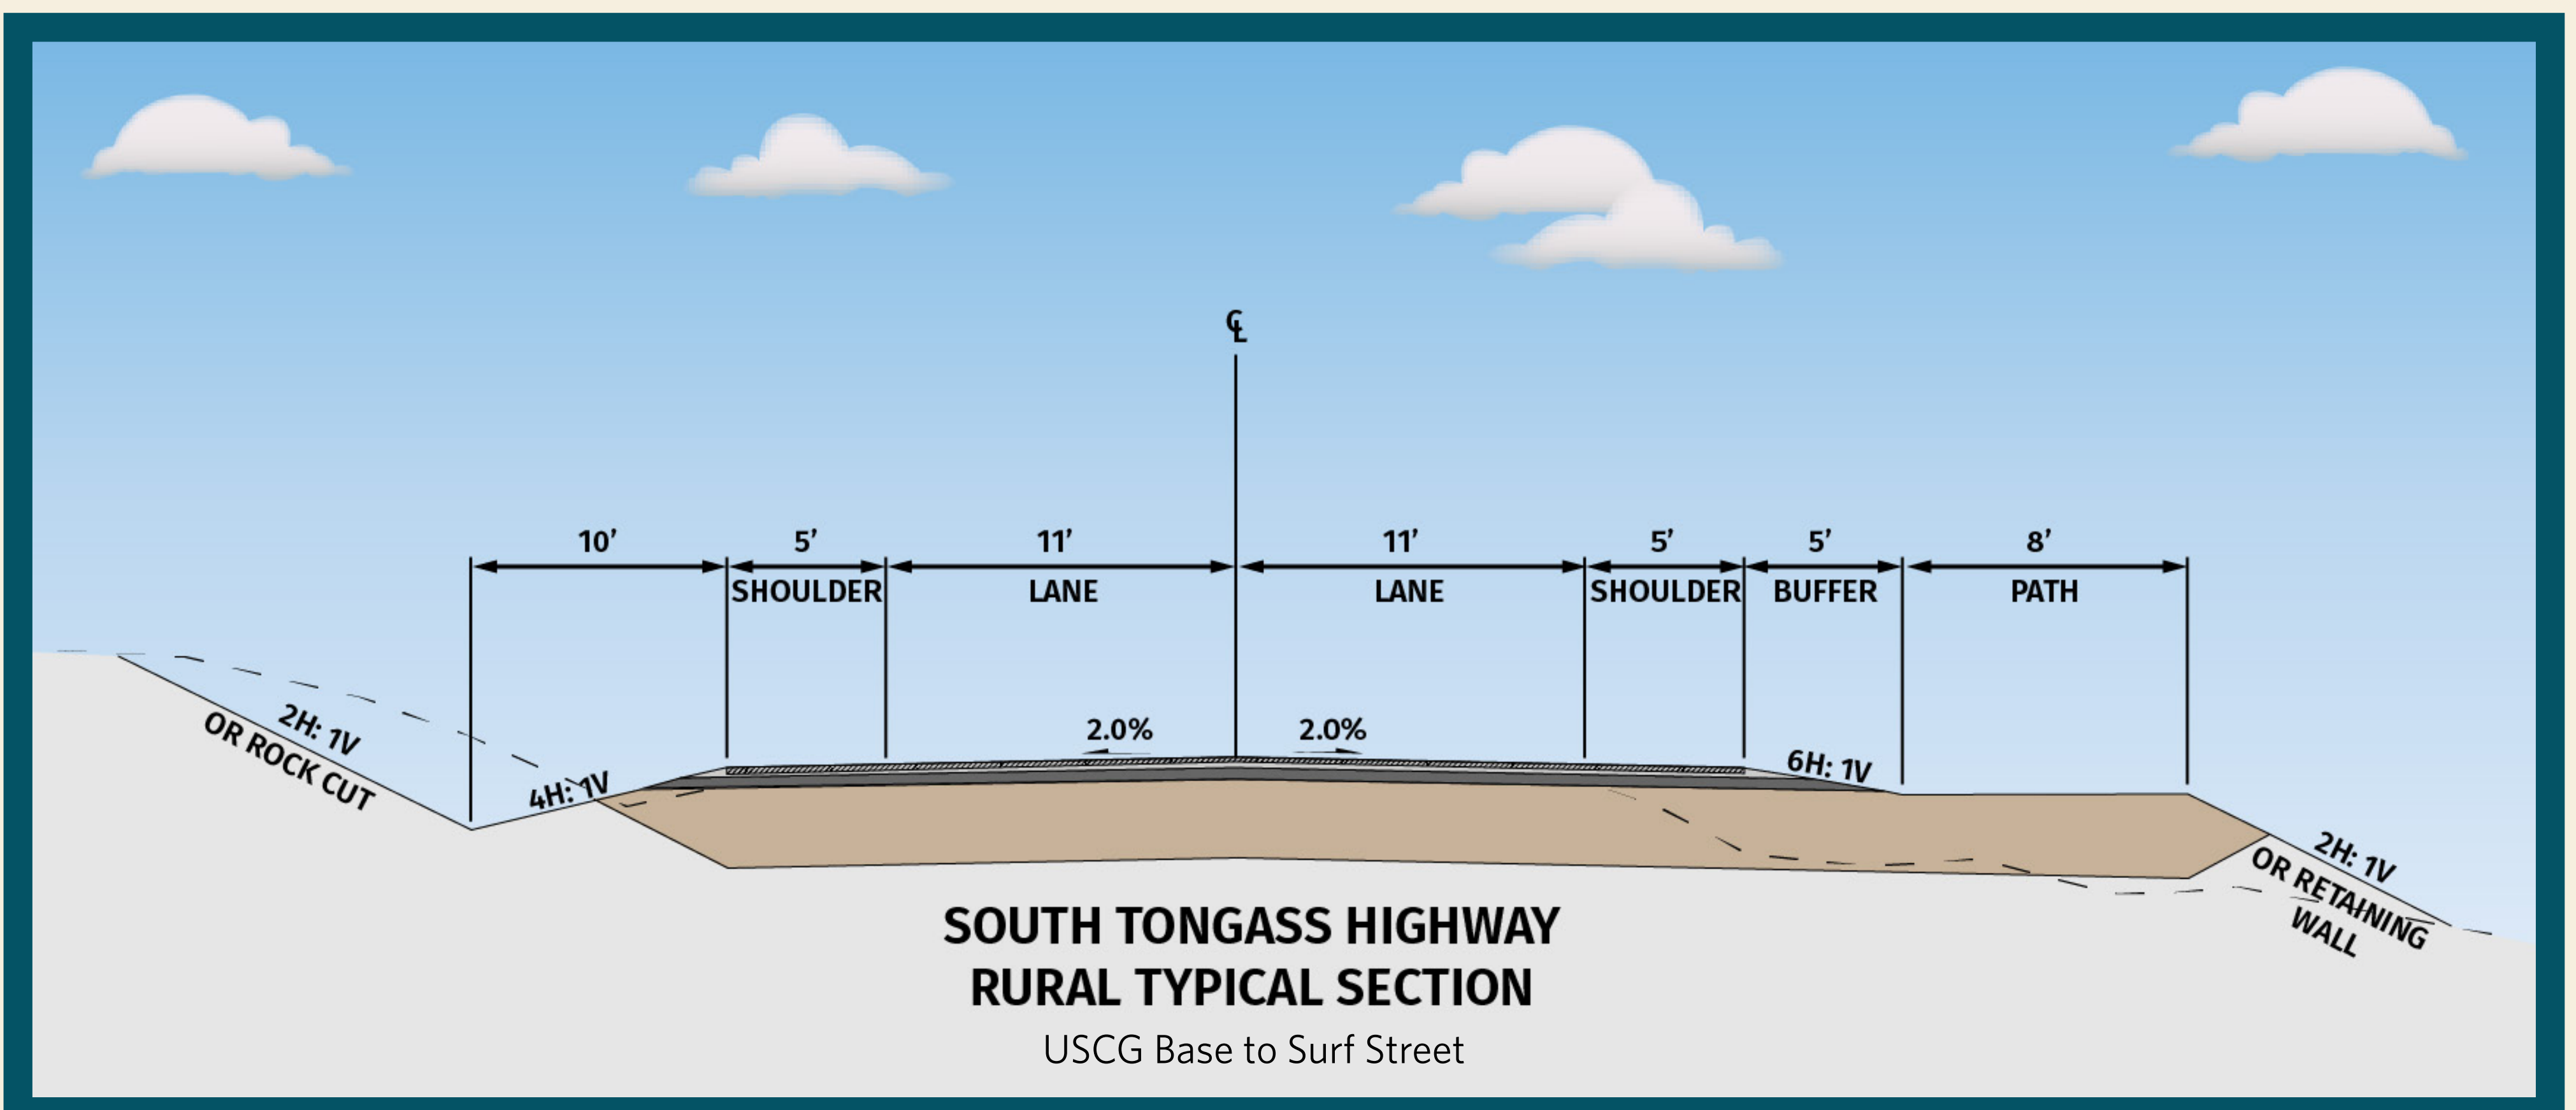 ℄
10’ 5’ 11’ 11’ 5’ 5’ 8’
SHOULDER LANE LANE SHOULDER BUFFER PATH
2H: 1V
OR ROCK CUT
4H: 1V
2.0% 2.0%
6H: 1V
2H: 1V
OR RETAINING
WALL
SOUTH TONGASS HIGHWAY
RURAL TYPICAL SECTION
USCG Base to Surf Street